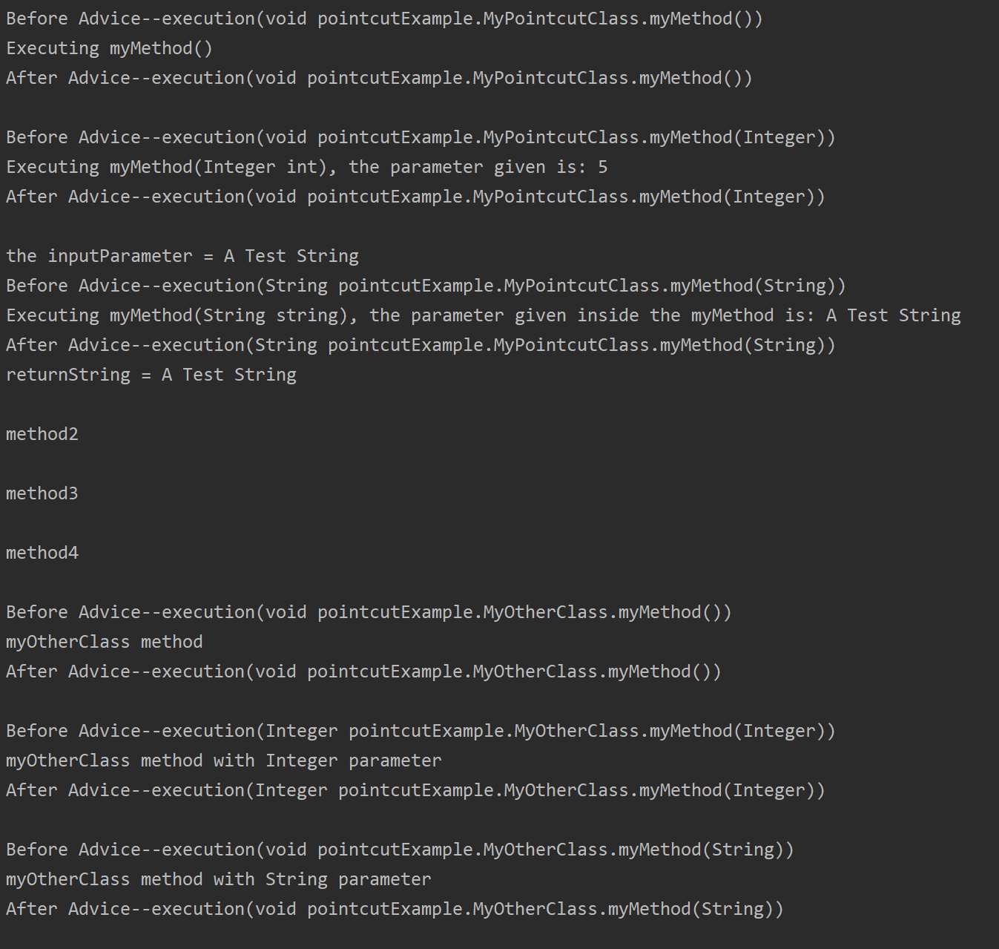 Before Advice--execution(void pointcutExample.MyPointcutClass.myMethod())
Executing myMethod()
After Advice--execution(void pointcutExample.MyPointcutClass.myMethod())
Before Advice--execution(void pointcutExample.MyPointcutClass.myMethod(Integer))
Executing myMethod(Integer int), the parameter given is: 5
After Advice--execution(void pointcutExample.MyPointcutClass.myMethod(Integer))
the inputParameter = A Test String
Before Advice--execution(String pointcutExample.MyPointcutClass.myMethod(String))
Executing myMethod(String string), the parameter given inside the myMethod is: A Test String
After Advice--execution(String pointcutExample.MyPointcutClass.myMethod(String))
returnString = A Test String
method2
method3
method4
Before Advice--execution(void pointcutExample.MyOtherClass.myMethod())
myOtherClass method
After Advice--execution(void pointcutExample.MyOtherClass.myMethod())
Before Advice--execution(Integer pointcutExample.MyOtherClass.myMethod(Integer))
myOtherClass method with Integer parameter
After Advice--execution(Integer pointcutExample.MyOtherClass.myMethod(Integer))
Before Advice--execution(void pointcutExample.MyOtherClass.myMethod(String))
myOtherClass method with String parameter
After Advice--execution(void pointcutExample.MyOtherClass.myMethod(String))